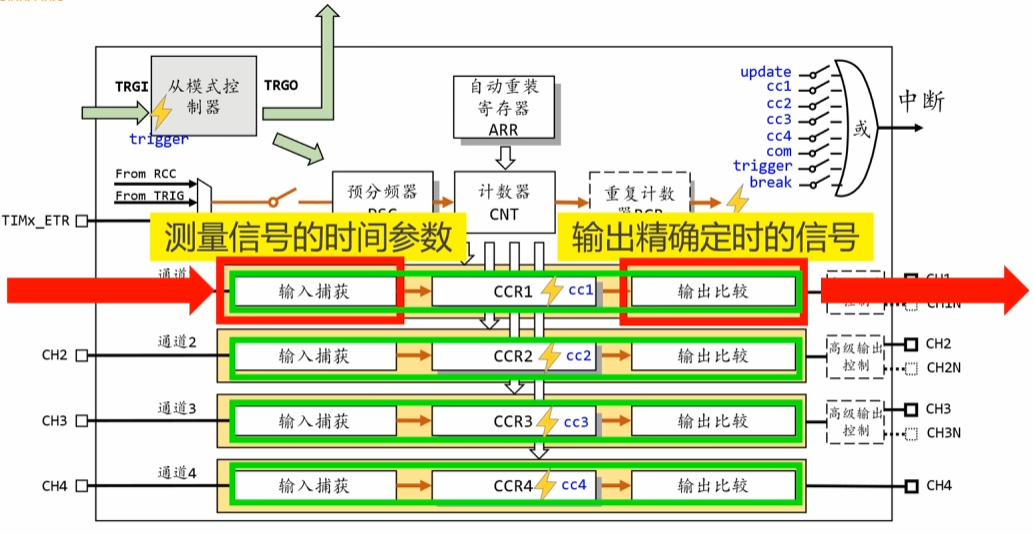 TRGI
从模式控
制器
TRGO
trigger
自动重装
寄存器
ARR
update
cc1
cc2
cc3
cc4
com
trigger
break
或
中断
From RCC
From TRIG
预分频器
计数器
CNT
重复计数
TIMx_ETR
测量信号的时间参数
输出精确定时的信号
通道
输入捕获
CCR1
cc1
输出比较
CH1
CH1N
通道2
CH2
输入捕获
CCR2
cc2
输出比较
高级输出
控制
CH2
CH2N
通道3
CH3
输入捕获
CCR3
cc3
输出比较
高级输出
控制
CH3
CH3N
通道4
CH4
输入捕获
CCR4
cc4
输出比较
CH4